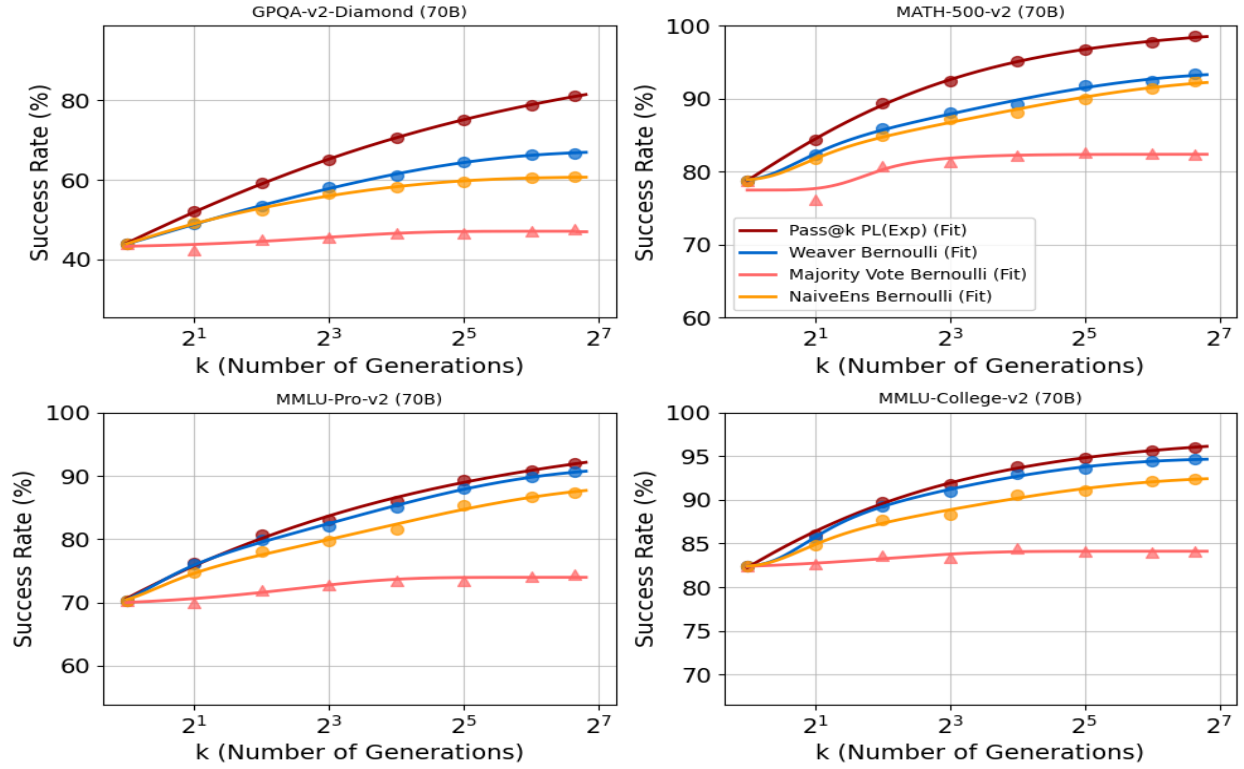 GPQA-v2-Diamond (70B)
Success Rate (%)
80
60
40
2^1
2^3
2^5
2^7
k (Number of Generations)
MATH-500-v2 (70B)
Success Rate (%)
100
90
80
70
60
Pass@k PL(Exp) (Fit)
Weaver Bernoulli (Fit)
Majority Vote Bernoulli (Fit)
NaiveEns Bernoulli (Fit)
2^1
2^3
2^5
2^7
k (Number of Generations)
MMLU-Pro-v2 (70B)
Success Rate (%)
100
90
80
70
60
2^1
2^3
2^5
2^7
k (Number of Generations)
MMLU-College-v2 (70B)
Success Rate (%)
100
95
90
85
80
75
70
2^1
2^3
2^5
2^7
k (Number of Generations)